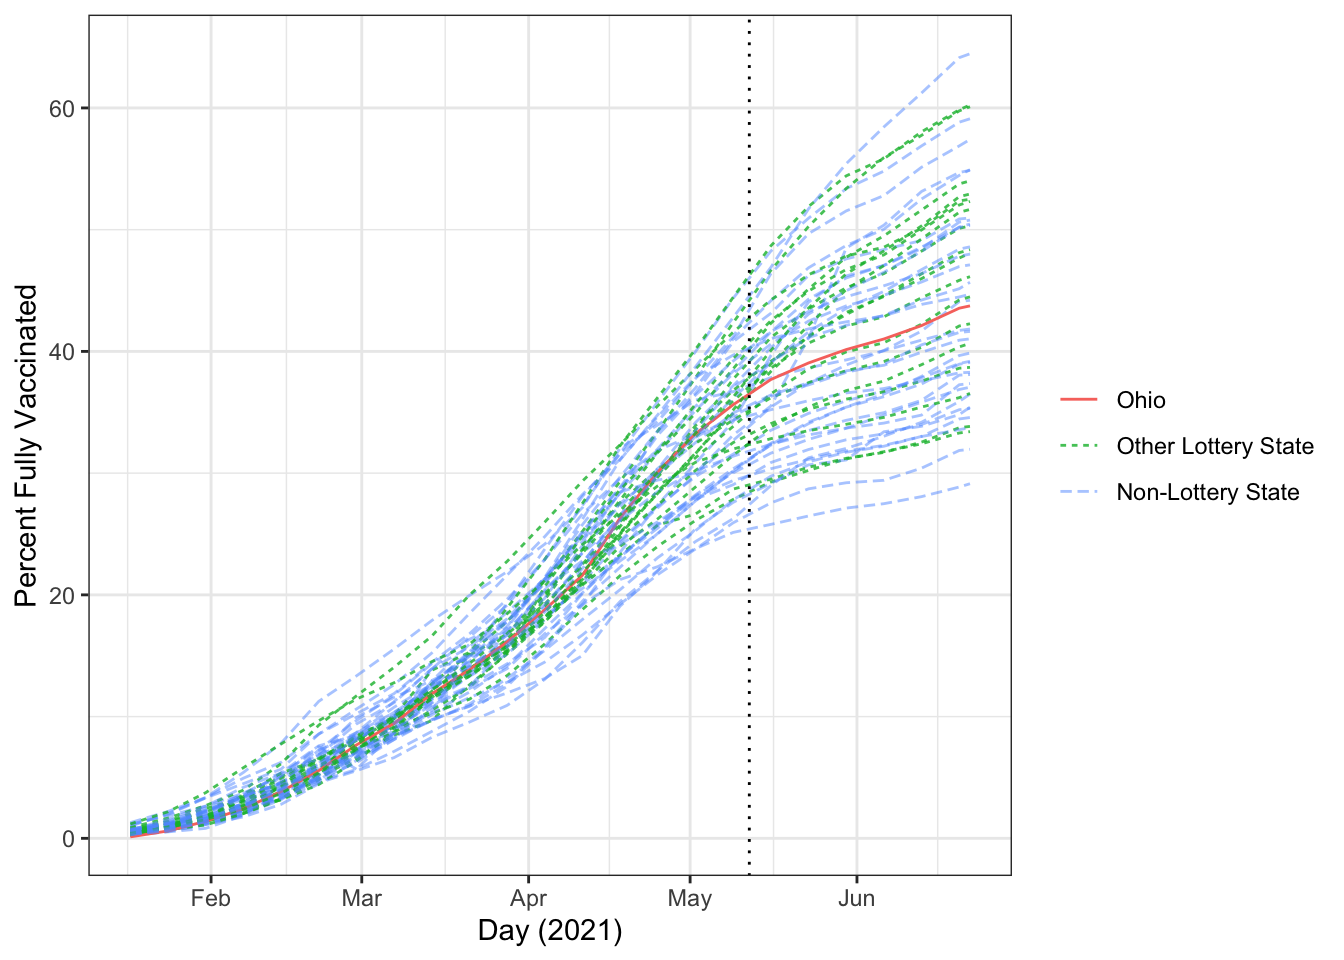 Percent Fully Vaccinated
60
40
20
0
Feb Mar Apr May Jun
Day (2021)
Ohio
Other Lottery State
Non-Lottery State